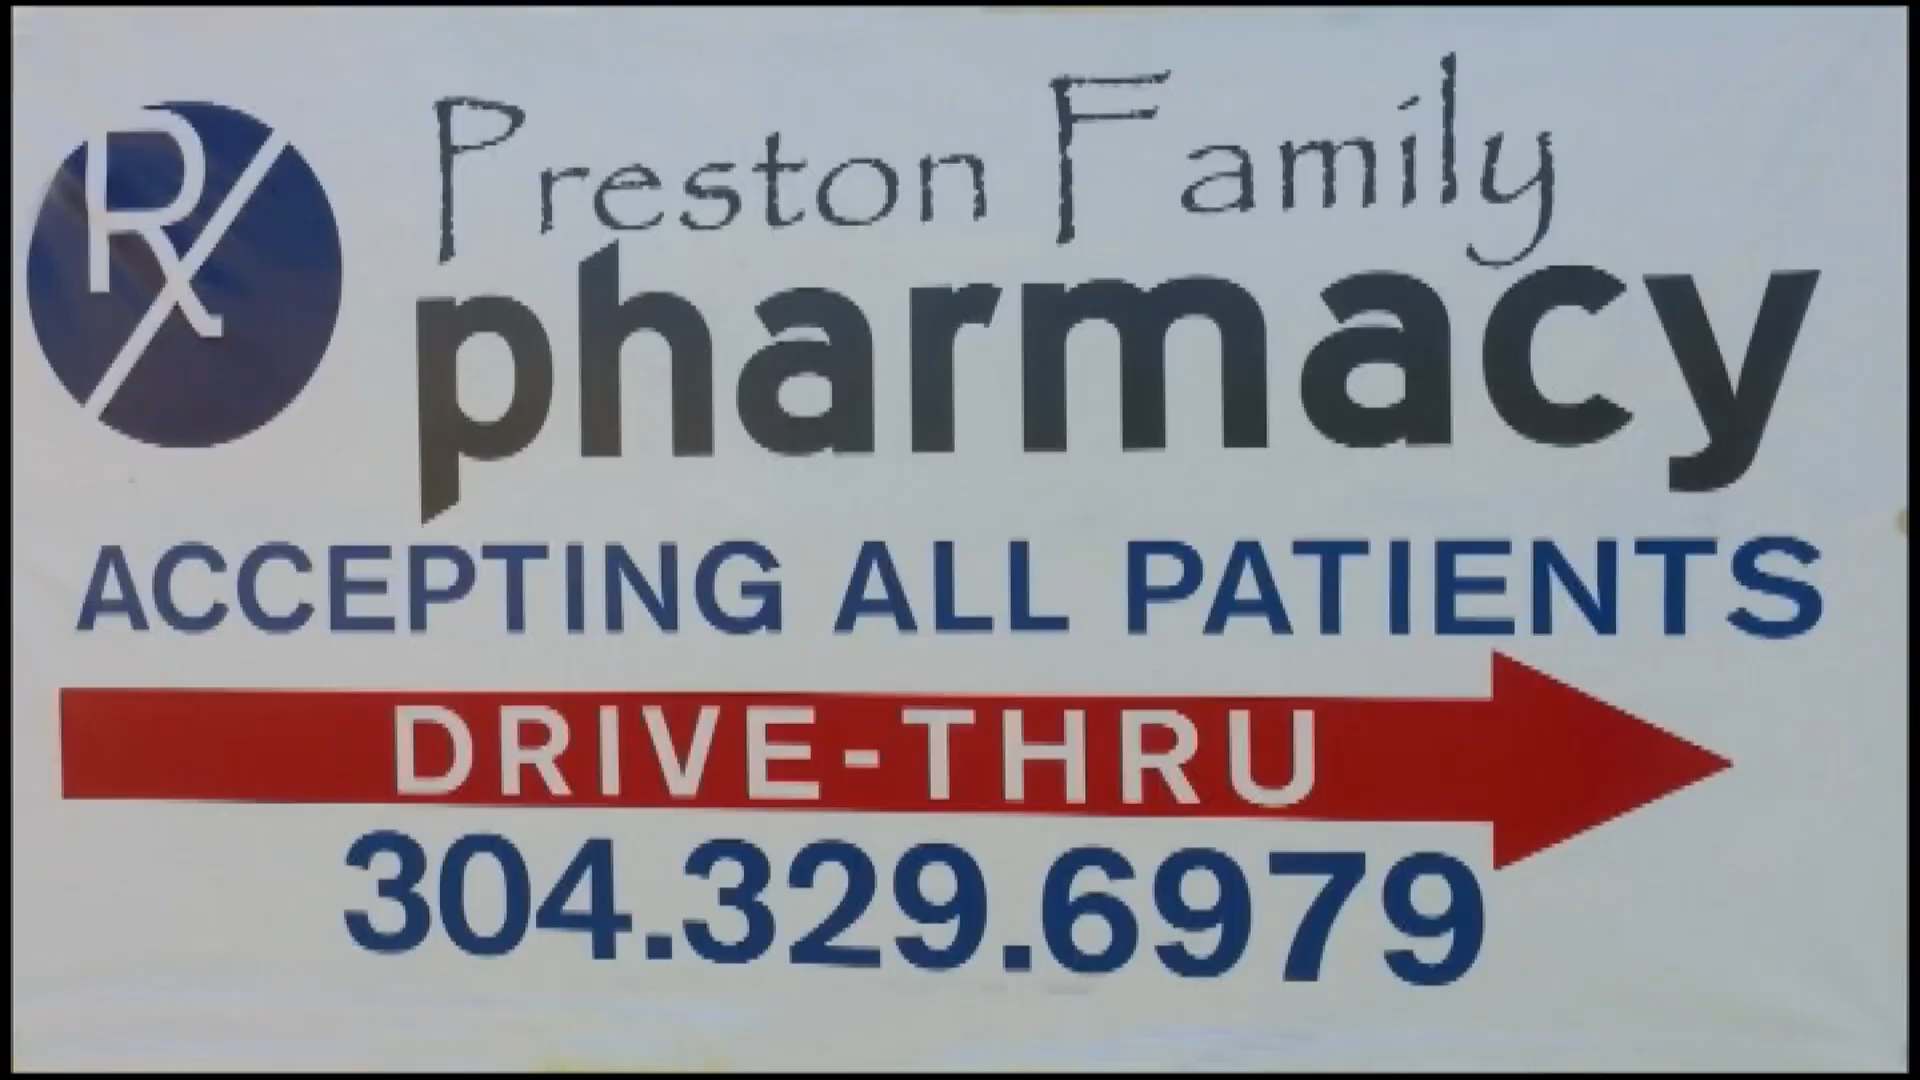 Rx
Preston Family
pharmacy
ACCEPTING ALL PATIENTS
DRIVE-THRU
304.329.6979